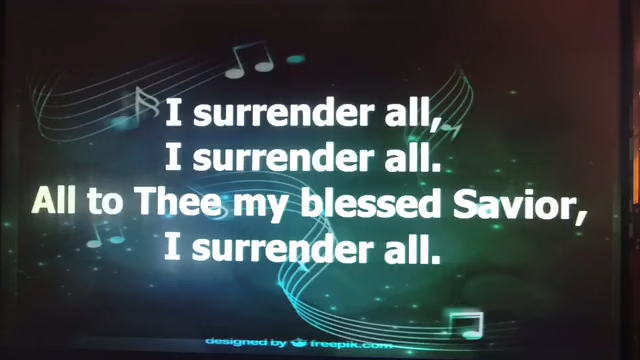 I surrender all,
I surrender all.
All to Thee my blessed Savior,
I surrender all.
designed by freepik.com